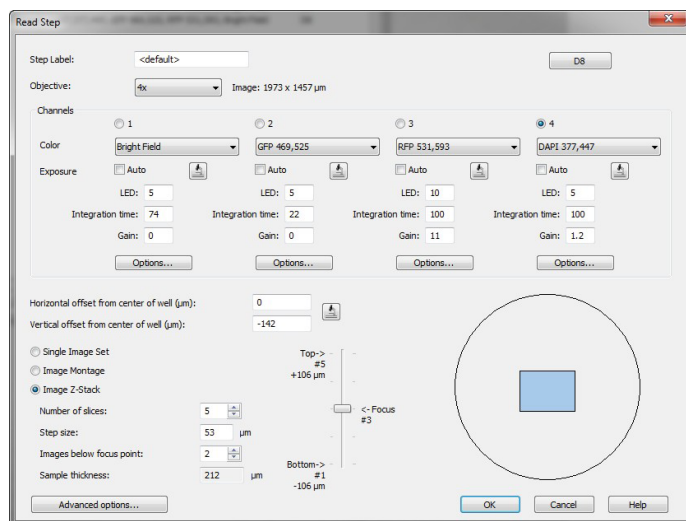 Read Step
Step Label: <default> D8
Objective: 4x Image: 1973 x 1457 µm
Channels
1 2 3 4
Color Bright Field GFP 469,525 RFP 531,593 DAPI 377,447
Exposure Auto Auto Auto Auto
LED: 5 LED: 5 LED: 10 LED: 5
Integration time: 74 Integration time: 22 Integration time: 100 Integration time: 100
Gain: 0 Gain: 0 Gain: 11 Gain: 1.2
Options... Options... Options... Options...
Horizontal offset from center of well (µm): 0
Vertical offset from center of well (µm): -142
Single Image Set
Image Montage
Image Z-Stack
Number of slices: 5
Step size: 53 µm
Images below focus point: 2
Sample thickness: 212 µm
Top->
#5
+106 µm
<- Focus
#3
Bottom->
#1
-106 µm
Advanced options... OK Cancel Help